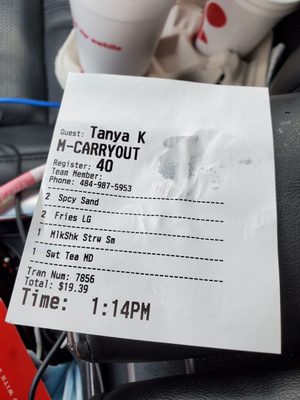 Guest: Tanya K
M-CARRYOUT
Register: 40
Team Member:
Phone: 484-987-5953
2 Spcy Sand
2 Fries LG
1 MlkShk Strw Sm
1 Swt Tea MD
Tran Num: 7856
Total: $19.39
Time: 1:14PM